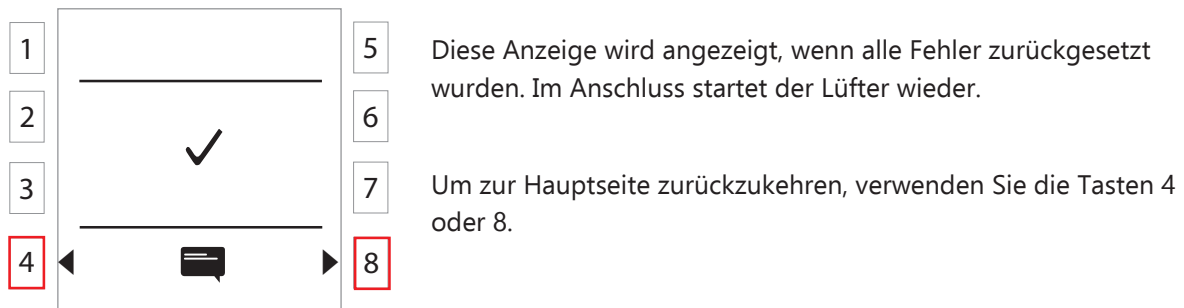 1
2
3
4
5
6
7
8
Diese Anzeige wird angezeigt, wenn alle Fehler zurückgesetzt
wurden. Im Anschluss startet der Lüfter wieder.
Um zur Hauptseite zurückzukehren, verwenden Sie die Tasten 4
oder 8.